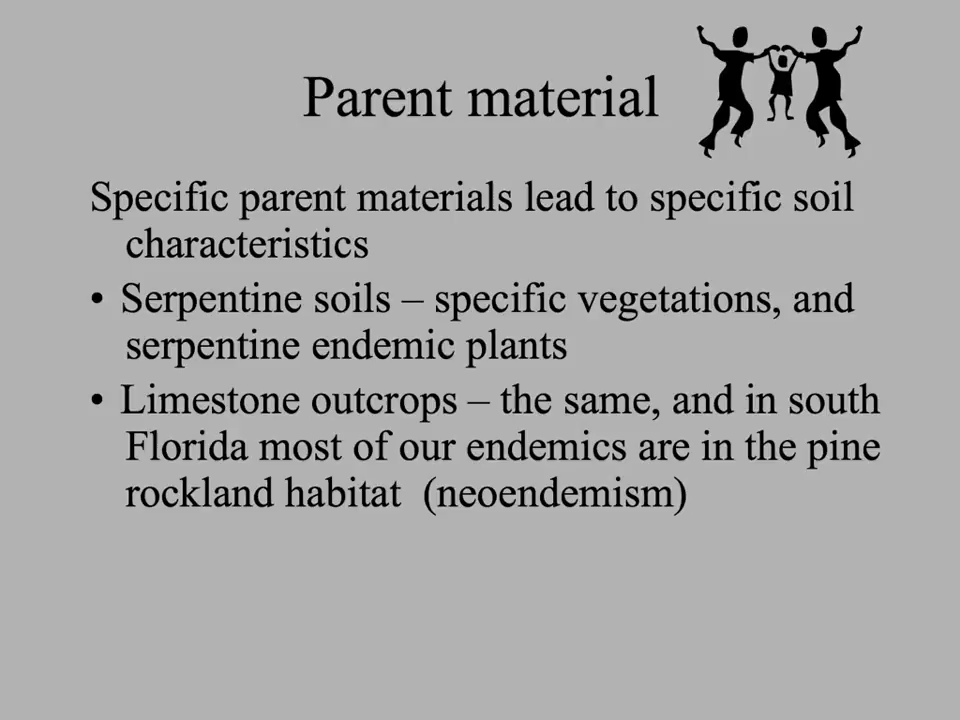 Parent material
Specific parent materials lead to specific soil
characteristics
• Serpentine soils – specific vegetations, and
serpentine endemic plants
• Limestone outcrops – the same, and in south
Florida most of our endemics are in the pine
rockland habitat  (neoendemism)